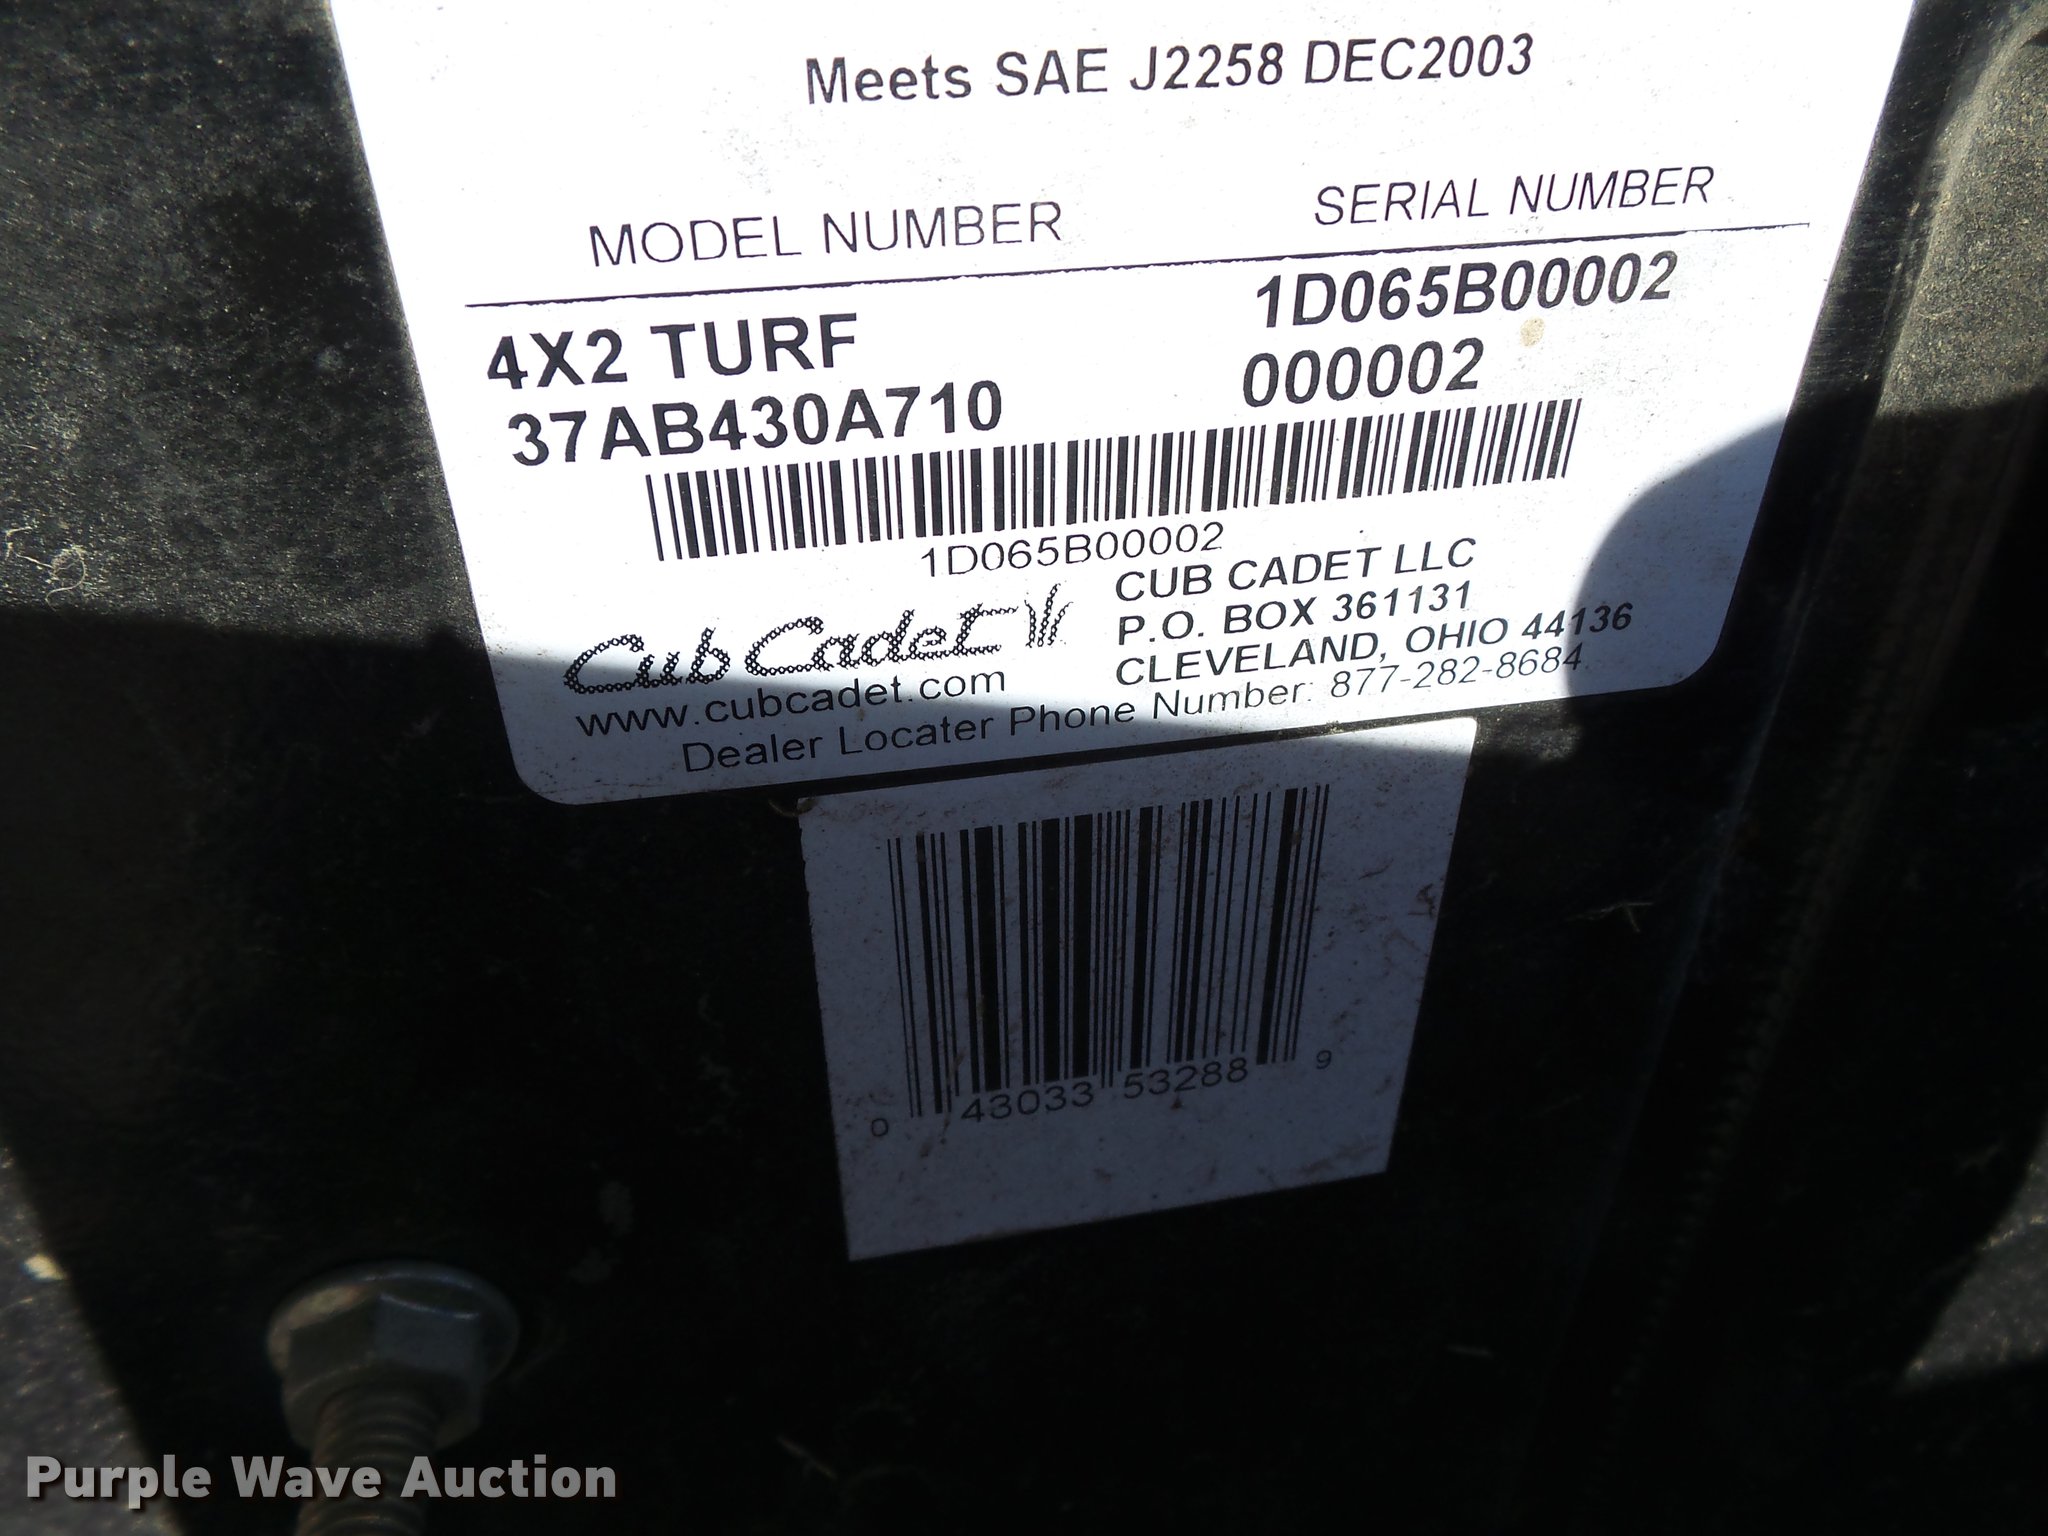 Meets SAE J2258 DEC2003
MODEL NUMBER SERIAL NUMBER
4X2 TURF 1D065B00002
37AB430A710 000002
1D065B00002
Cub Cadet
www.cubcadet.com
CUB CADET LLC
P.O. BOX 361131
CLEVELAND, OHIO 44136
Dealer Locater Phone Number: 877-282-8684
0 43033 53288 9
Purple Wave Auction